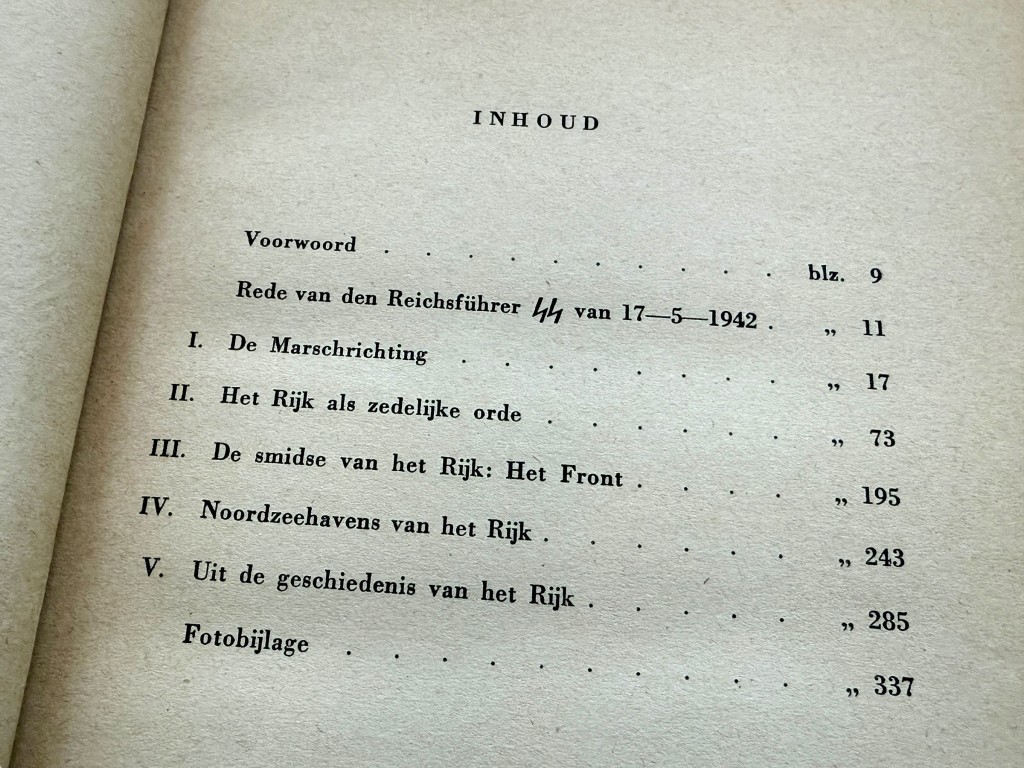 INHOUD
Voorwoord . . . . . . . . . . blz. 9
Rede van den Reichsführer ᛋᛋ van 17—5—1942 . „ 11
I. De Marschrichting . . . . . . . . „ 17
II. Het Rijk als zedelijke orde . . . . . . „ 73
III. De smidse van het Rijk: Het Front . . . . „ 195
IV. Noordzeehavens van het Rijk . . . . . . „ 243
V. Uit de geschiedenis van het Rijk . . . . . „ 285
Fotobijlage . . . . . . . . . . „ 337